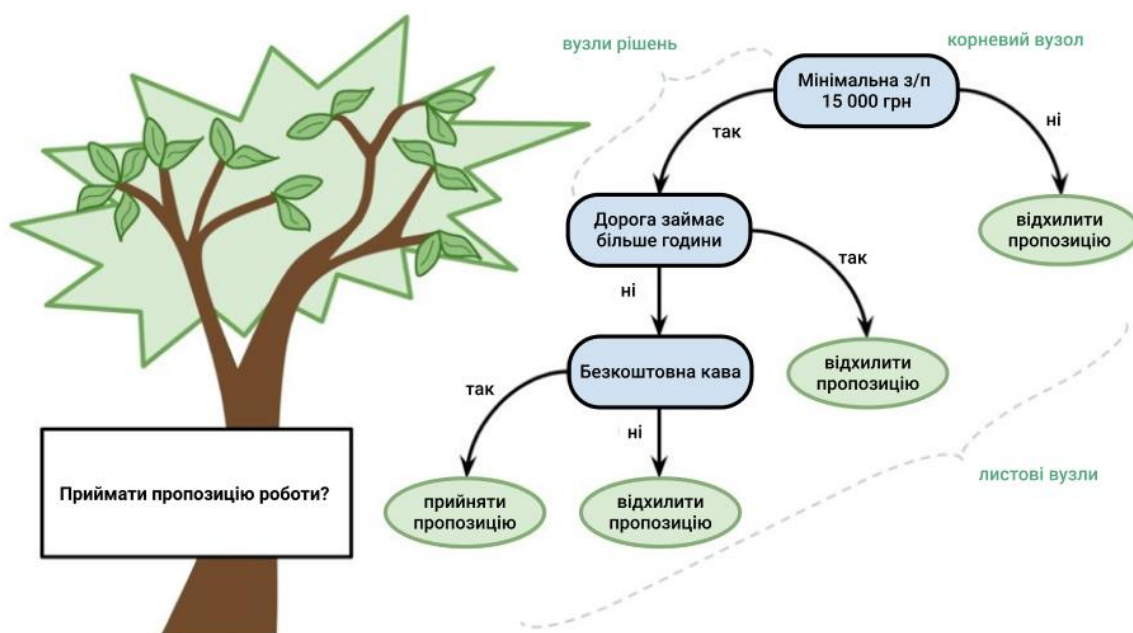 вузли рішень
корневий вузол
Мінімальна з/п
15 000 грн
так
ні
Дорога займає
більше години
відхилити
пропозицію
так
ні
Безкоштовна кава
відхилити
пропозицію
так
ні
Приймати пропозицію роботи?
прийняти
пропозицію
відхилити
пропозицію
листові вузли